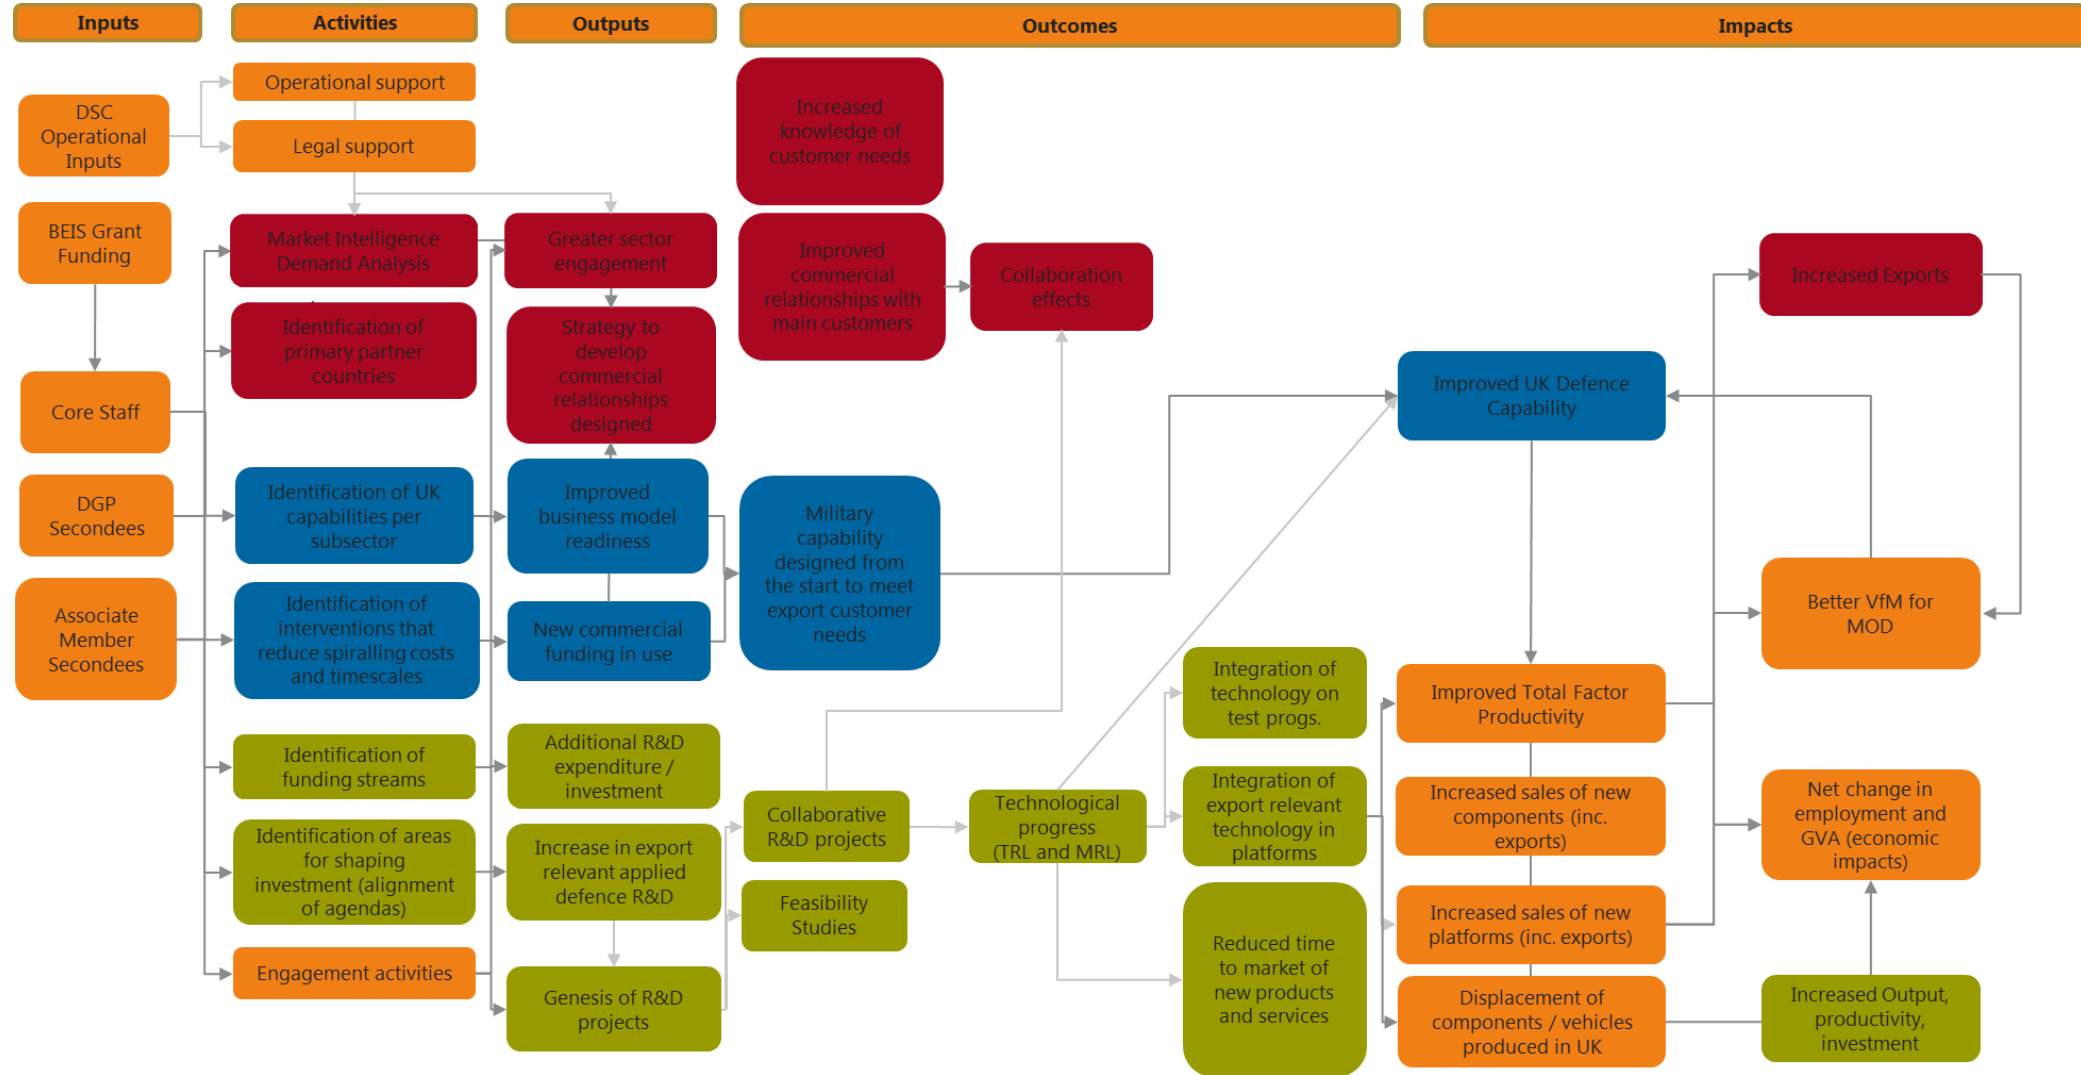 Inputs
Activities
Outputs
Outcomes
Impacts
DSC
Operational
Inputs
BEIS Grant
Funding
Core Staff
DGP
Secondees
Associate
Member
Secondees
Operational support
Legal support
Market Intelligence
Demand Analysis
Identification of
primary partner
countries
Identification of UK
capabilities per
subsector
Identification of
interventions that
reduce spiralling costs
and timescales
Identification of
funding streams
Identification of areas
for shaping
investment (alignment
of agendas)
Engagement activities
Greater sector
engagement
Strategy to
develop
commercial
relationships
designed
Improved
business model
readiness
New commercial
funding in use
Additional R&D
expenditure /
investment
Increase in export
relevant applied
defence R&D
Genesis of R&D
projects
Increased
knowledge of
customer needs
Improved
commercial
relationships with
main customers
Collaboration
effects
Military
capability
designed from
the start to meet
export customer
needs
Collaborative
R&D projects
Feasibility
Studies
Technological
progress
(TRL and MRL)
Integration of
technology on
test progs.
Integration of
export relevant
technology in
platforms
Reduced time
to market of
new products
and services
Improved UK Defence
Capability
Improved Total Factor
Productivity
Increased sales of new
components (inc.
exports)
Increased sales of new
platforms (inc. exports)
Displacement of
components / vehicles
produced in UK
Increased Exports
Better VfM for
MOD
Net change in
employment and
GVA (economic
impacts)
Increased Output,
productivity,
investment